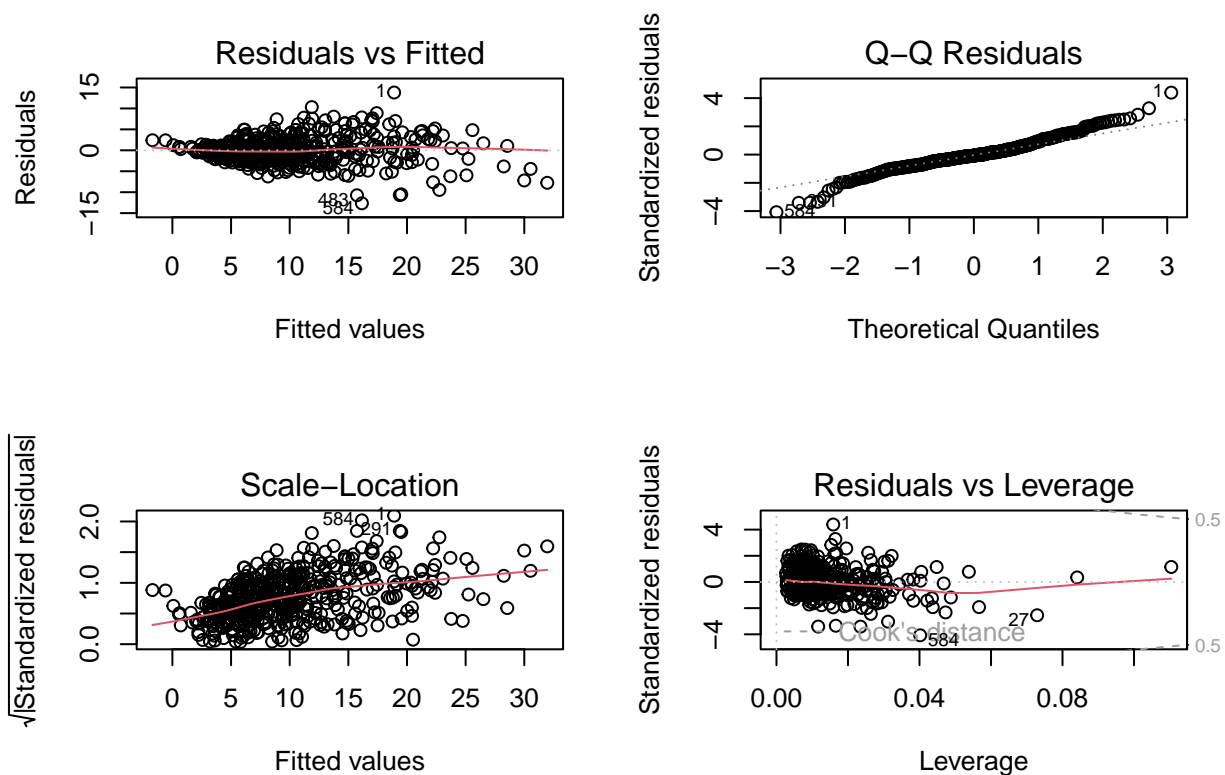 Residuals vs Fitted
Residuals
15
0
−15
1
483
584
0 5 10 15 20 25 30
Fitted values
Q−Q Residuals
Standardized residuals
4
0
−4
1
584
−3 −2 −1 0 1 2 3
Theoretical Quantiles
Scale−Location
√|Standardized residuals|
2.0
1.0
0.0
584
1
291
0 5 10 15 20 25 30
Fitted values
Residuals vs Leverage
Standardized residuals
4
0
−4
1
0.5
27
Cook's distance
584
0.5
0.00 0.04 0.08
Leverage